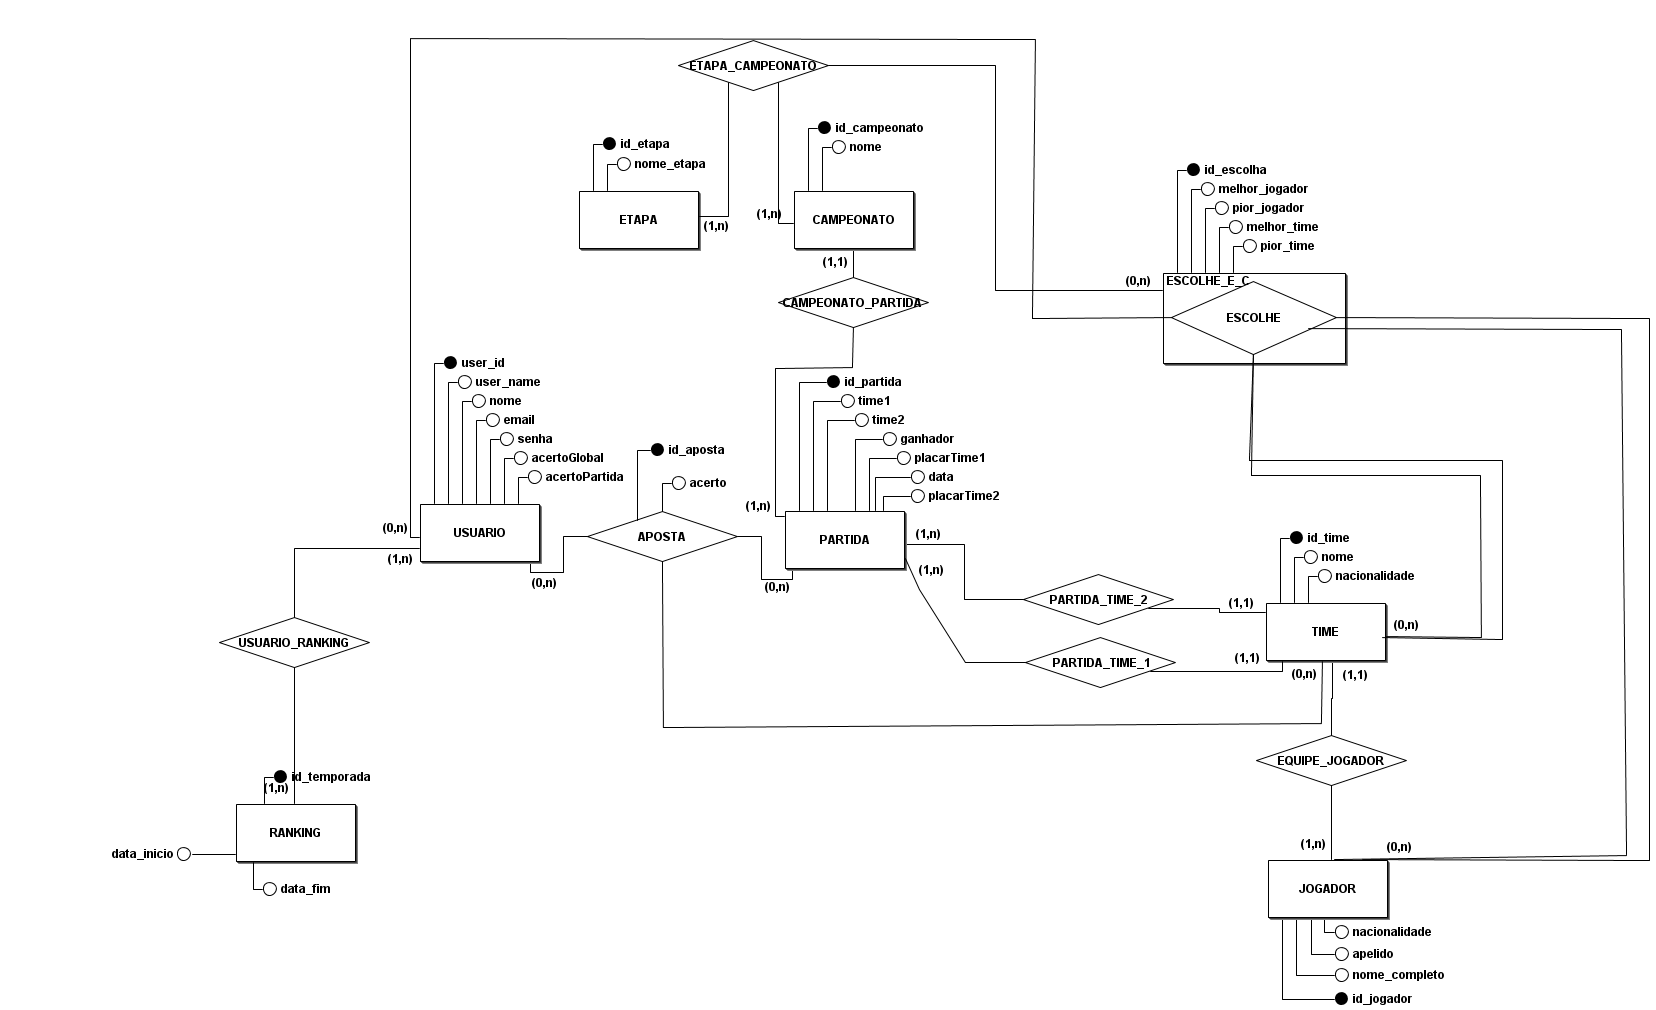 ETAPA_CAMPEONATO
id_etapa
nome_etapa
ETAPA
(1,n)
id_campeonato
nome
(1,n)
CAMPEONATO
(1,1)
CAMPEONATO_PARTIDA
id_escolha
melhor_jogador
pior_jogador
melhor_time
pior_time
(0,n)
ESCOLHE_E_C
ESCOLHE
user_id
user_name
nome
email
senha
acertoGlobal
acertoPartida
(0,n)
USUARIO
(1,n)
(0,n)
id_aposta
acerto
APOSTA
(0,n)
id_partida
time1
time2
ganhador
placarTime1
data
placarTime2
(1,n)
PARTIDA
(1,n)
(1,n)
PARTIDA_TIME_2
(1,1)
PARTIDA_TIME_1
(1,1)
id_time
nome
nacionalidade
TIME
(0,n)
(0,n)
(1,1)
USUARIO_RANKING
id_temporada
(1,n)
RANKING
data_inicio
data_fim
EQUIPE_JOGADOR
(1,n)
(0,n)
JOGADOR
nacionalidade
apelido
nome_completo
id_jogador